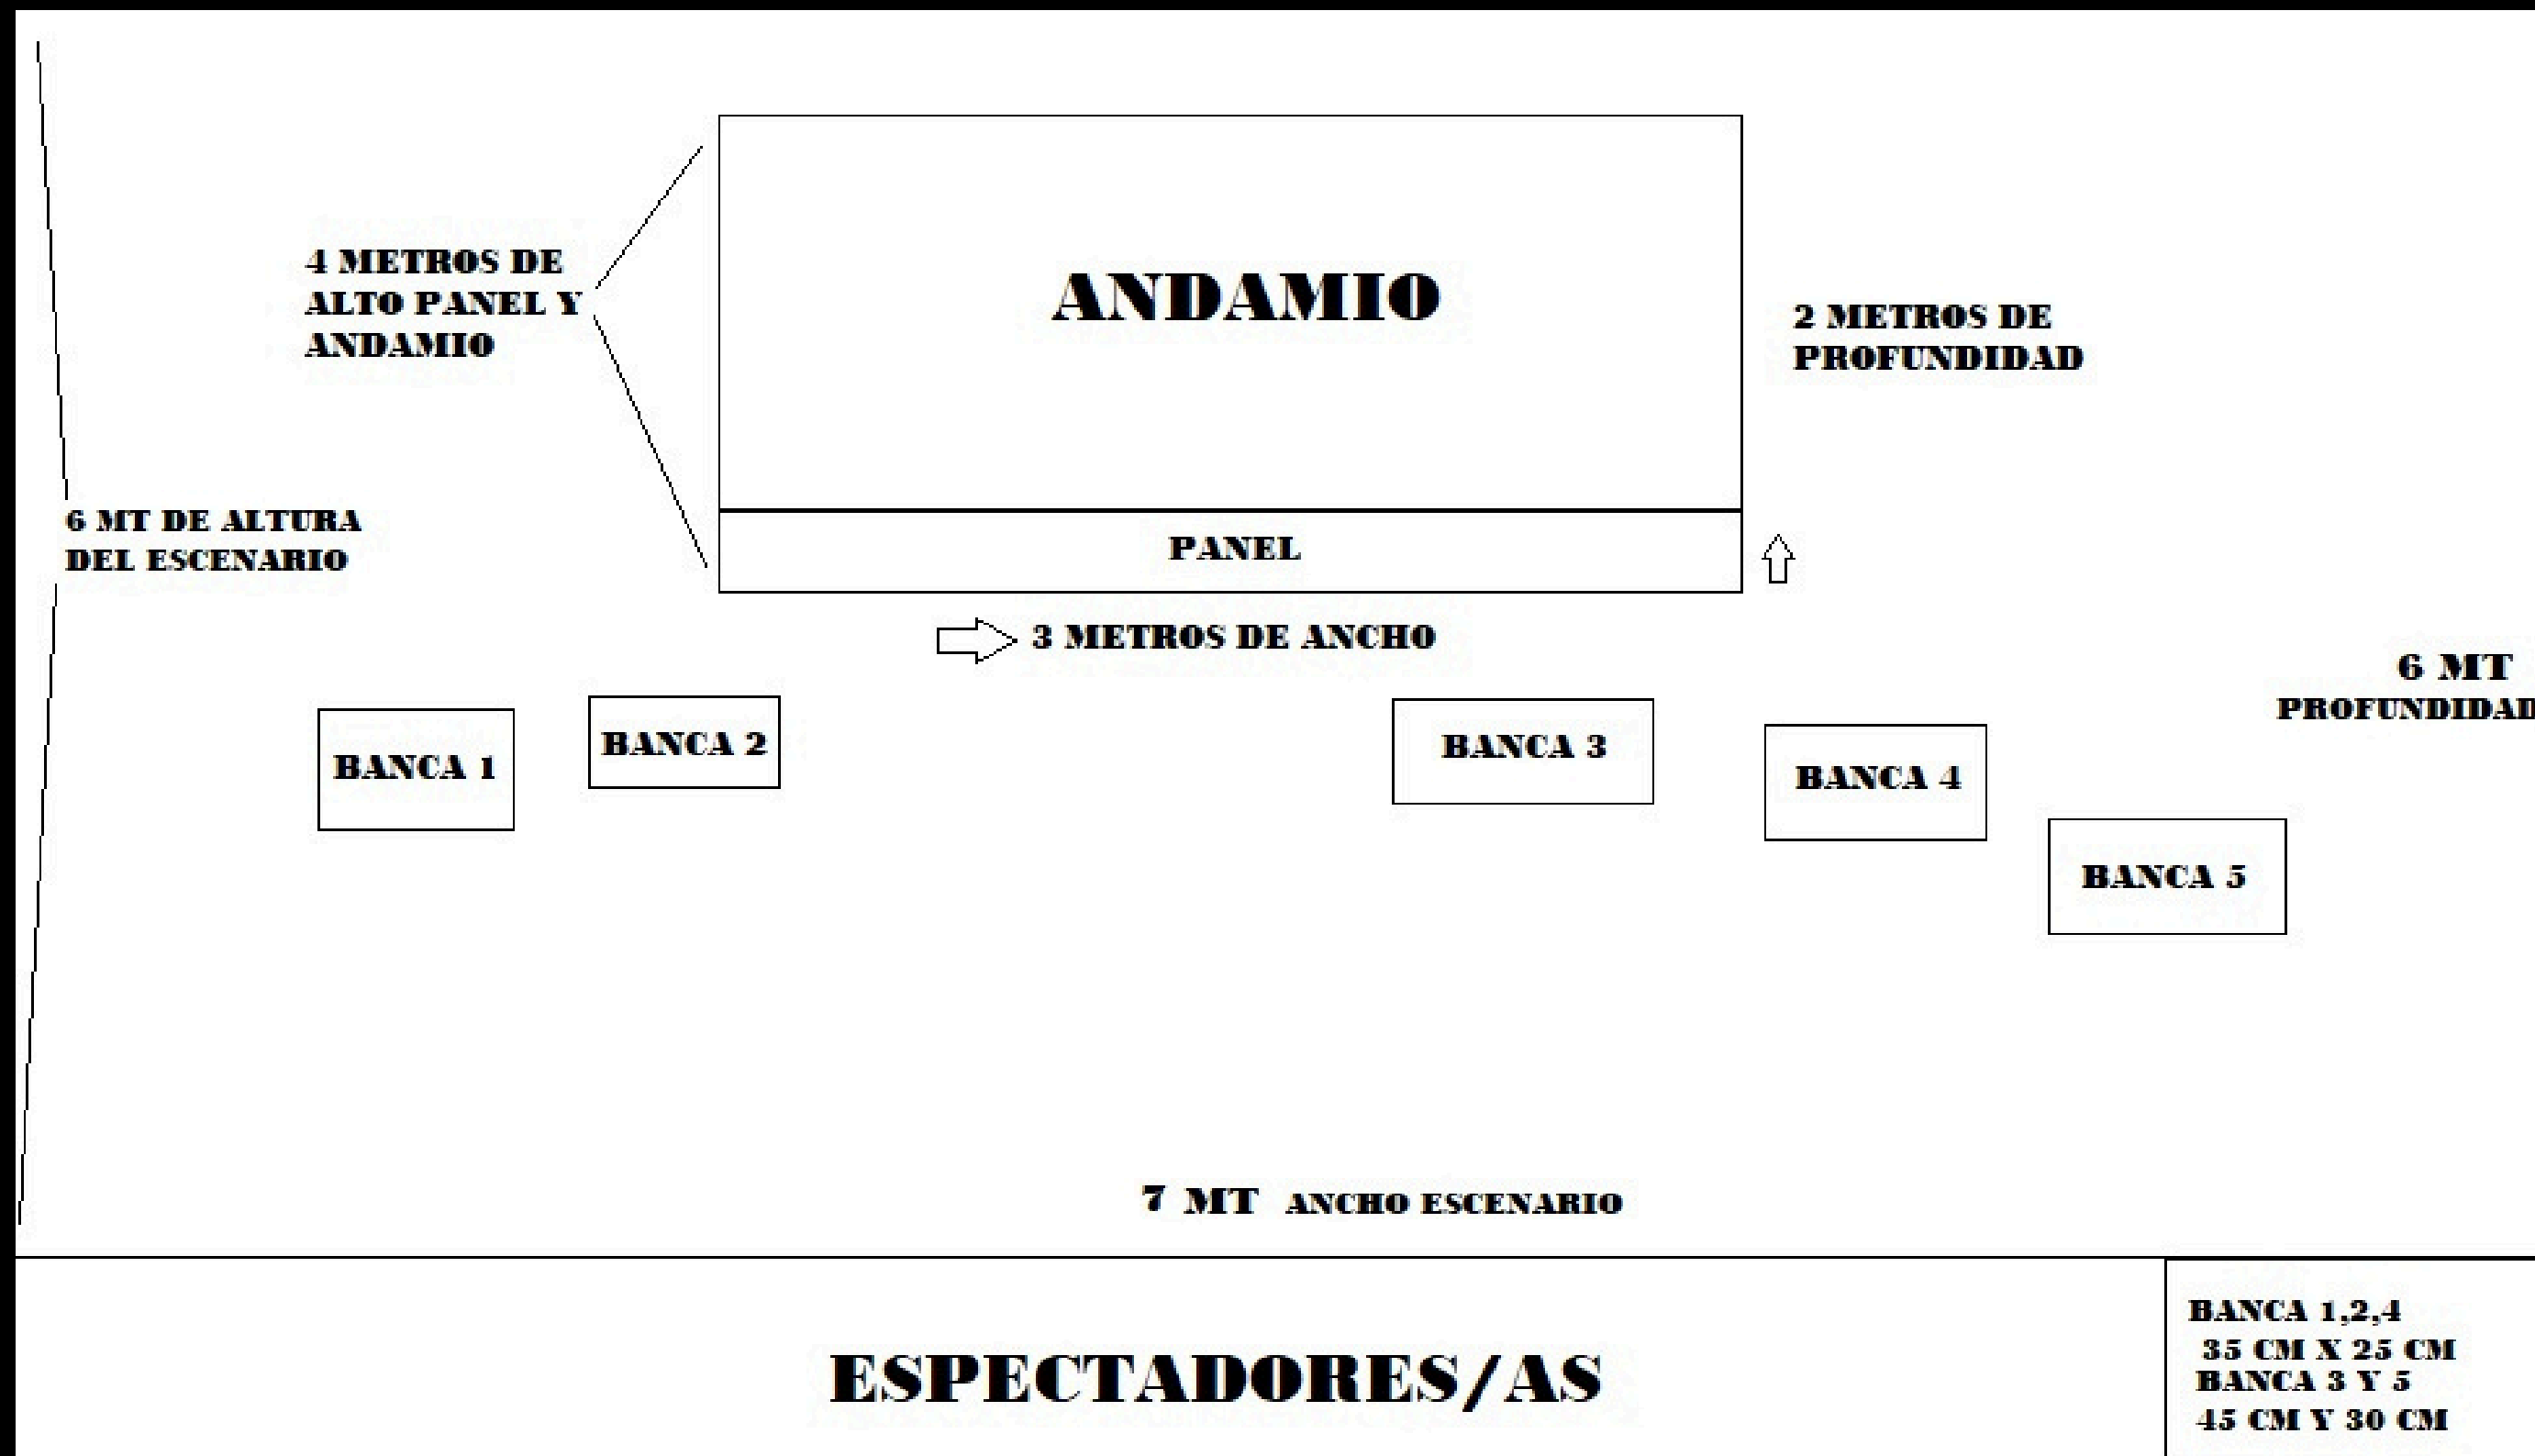 4 METROS DE
ALTO PANEL Y
ANDAMIO
ANDAMIO
2 METROS DE
PROFUNDIDAD
6 MT DE ALTURA
DEL ESCENARIO
PANEL
3 METROS DE ANCHO
6 MT
PROFUNDIDAD
BANCA 1
BANCA 2
BANCA 3
BANCA 4
BANCA 5
7 MT ANCHO ESCENARIO
ESPECTADORES/AS
BANCA 1,2,4
35 CM X 25 CM
BANCA 3 Y 5
45 CM Y 30 CM